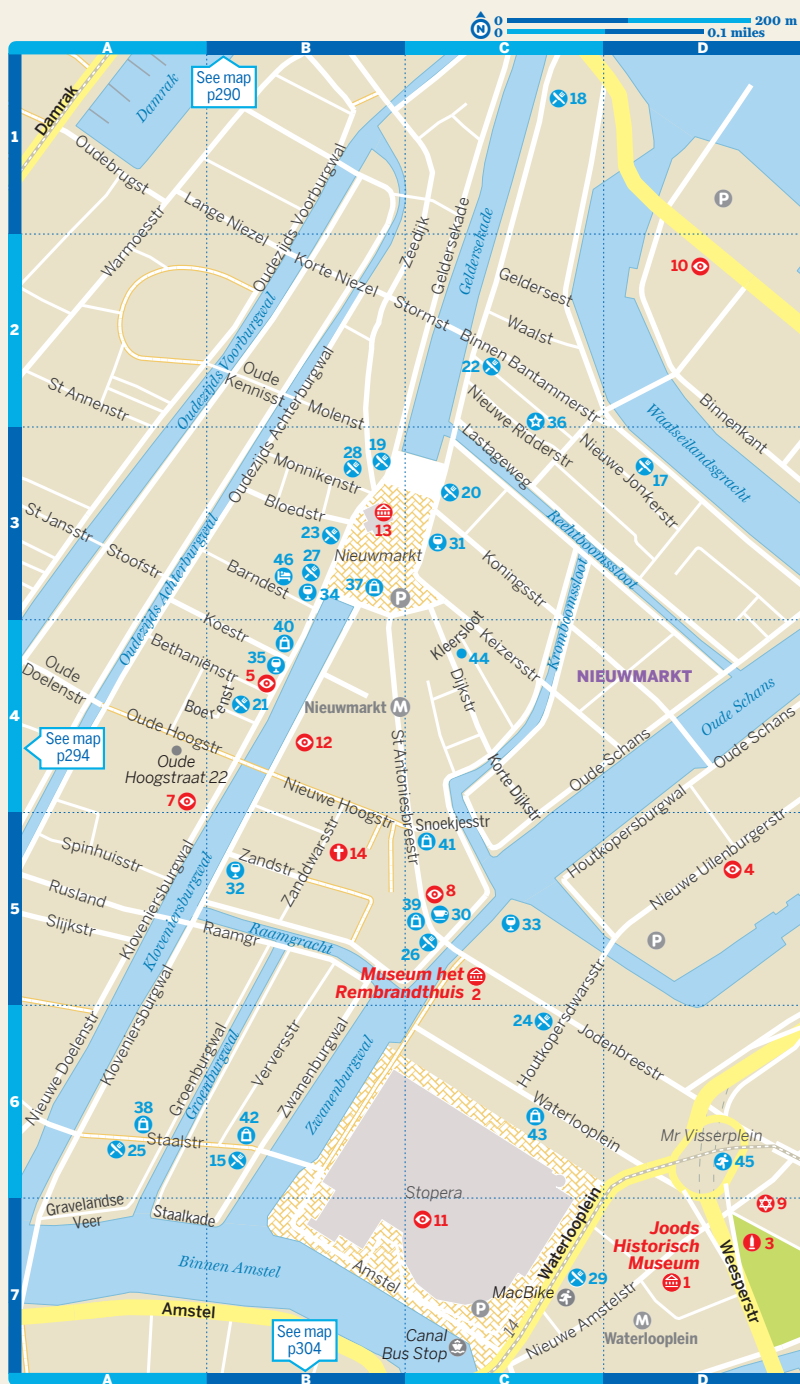 N
0 200 m
0 0.1 miles
A B C D
See map
p290
Damrak
Damrak
18
1
Oudebrugst
Oudezijds Voorburgwal
P
Lange Niezel
Warmoesstr
Zeedijk
Geldersekade
Geldersekade
10
Korte Niezel
Geldersest
Stormst
Waalst
2
Oudezijds Voorburgwal
Binnen Bantammerstr
22
Oude
Kennisst
St Annenstr
Oudezijds Achterburgwal
Molenst
Nieuwe Ridderstr
36
Binnenkant
Waalseilandsgracht
Lastageweg
Nieuwe Jonkerstr
28
19
Monnikenstr
17
20
Bloedstr
3
St Jansstr
Stoofstr
13
23
31
Rechtboomssloot
Nieuwmarkt
46
27
Barndest
34
37
P
Koningsstr
Kromboomssloot
Oudezijds Achterburgwal
Koestr
40
Kleersloot
Keizersstr
35
44
Bethaniënstr
5
NIEUWMARKT
Oude
Doelenstr
Dijkstr
Boerenst
21
Nieuwmarkt
M
4
Oude Schans
Oude Schans
Oude Schans
See map
p294
Oude Hoogstr
12
Oude
Hoogstraat 22
St Antoniesbreestr
Korte Dijkstr
7
Nieuwe Hoogstr
Houtkopersburgwal
Snoekjesstr
41
Spinhuisstr
Zandstr
14
Zanddwarsstr
32
4
Nieuwe Uilenburgerstr
Rusland
8
5
Kloveniersburgwal
Kloveniersburgwal
39
30
33
Slijkstr
Raamgr
Raamgracht
26
P
Museum het
Rembrandthuis
2
Kloveniersburgwal
Houtkopersdwarsstr
24
Jodenbreestr
Nieuwe Doelenstr
Groenburgwal
Groenburgwal
Verversstr
Zwanenburgwal
Zwanenburgwal
6
38
42
Waterlooplein
43
Mr Visserplein
Staalstr
25
15
45
Gravelandse
Veer
Staalkade
Stopera
11
9
Waterlooplein
Joods
Historisch
Museum
1
3
Weesperstr
Binnen Amstel
Amstel
7
29
MacBike
Amstel
P
14
Nieuwe Amstelstr
M
Waterlooplein
See map
p304
Canal
Bus Stop
A B C D